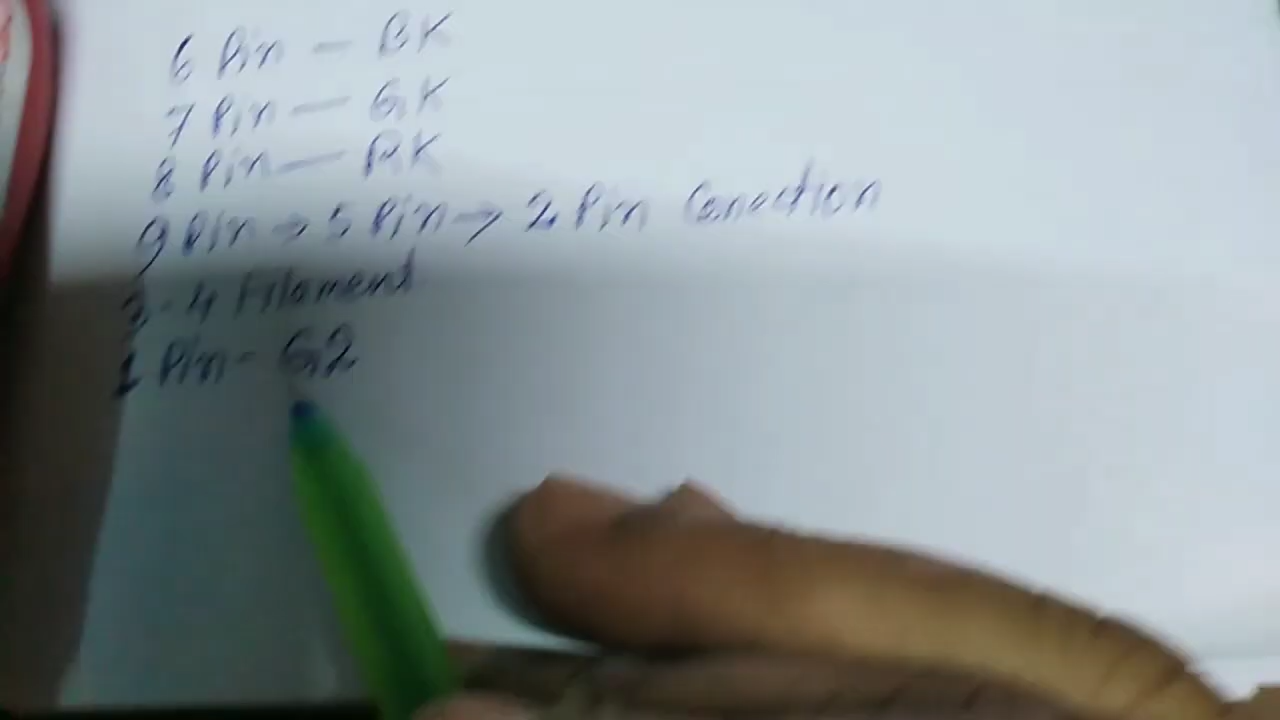 6 Pin - BK
7 Pin - GK
8 Pin - RK
9 Pin → 5 Pin → 2 Pin Conection
3-4 Filament
1 Pin - G2